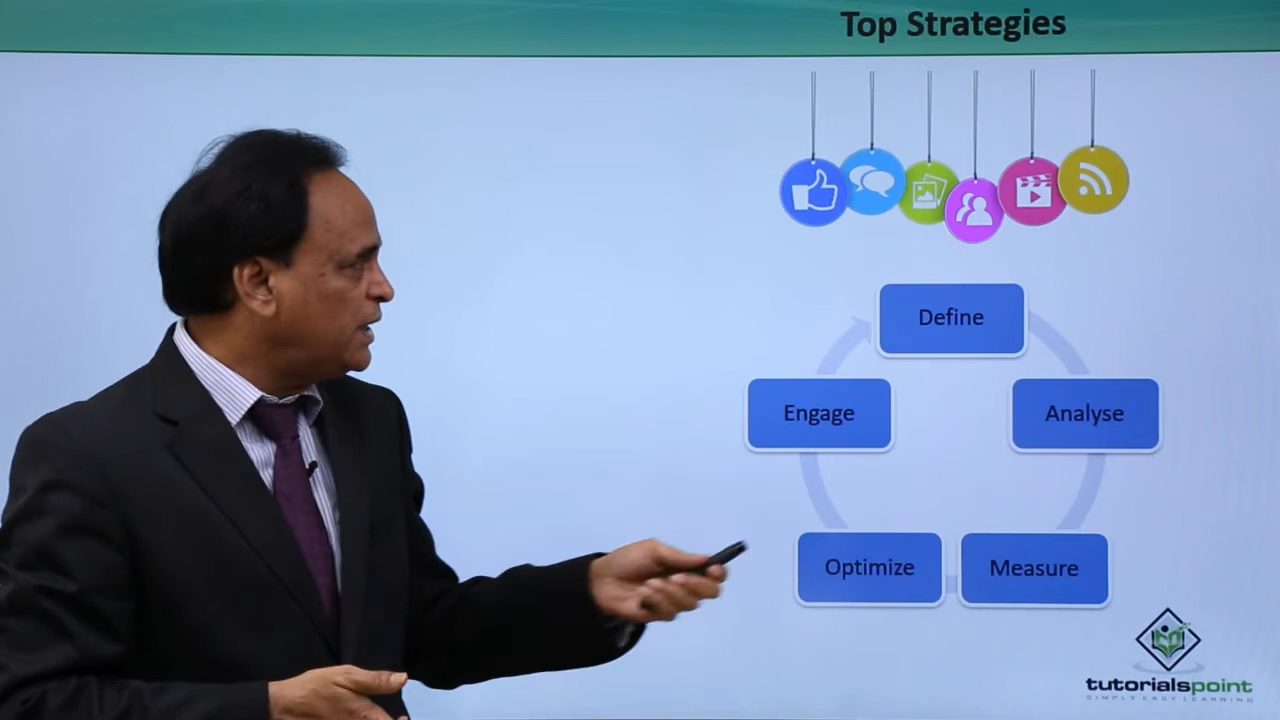 Top Strategies
Define
Engage
Analyse
Optimize
Measure
tutorialspoint
SIMPLY EASY LEARNING